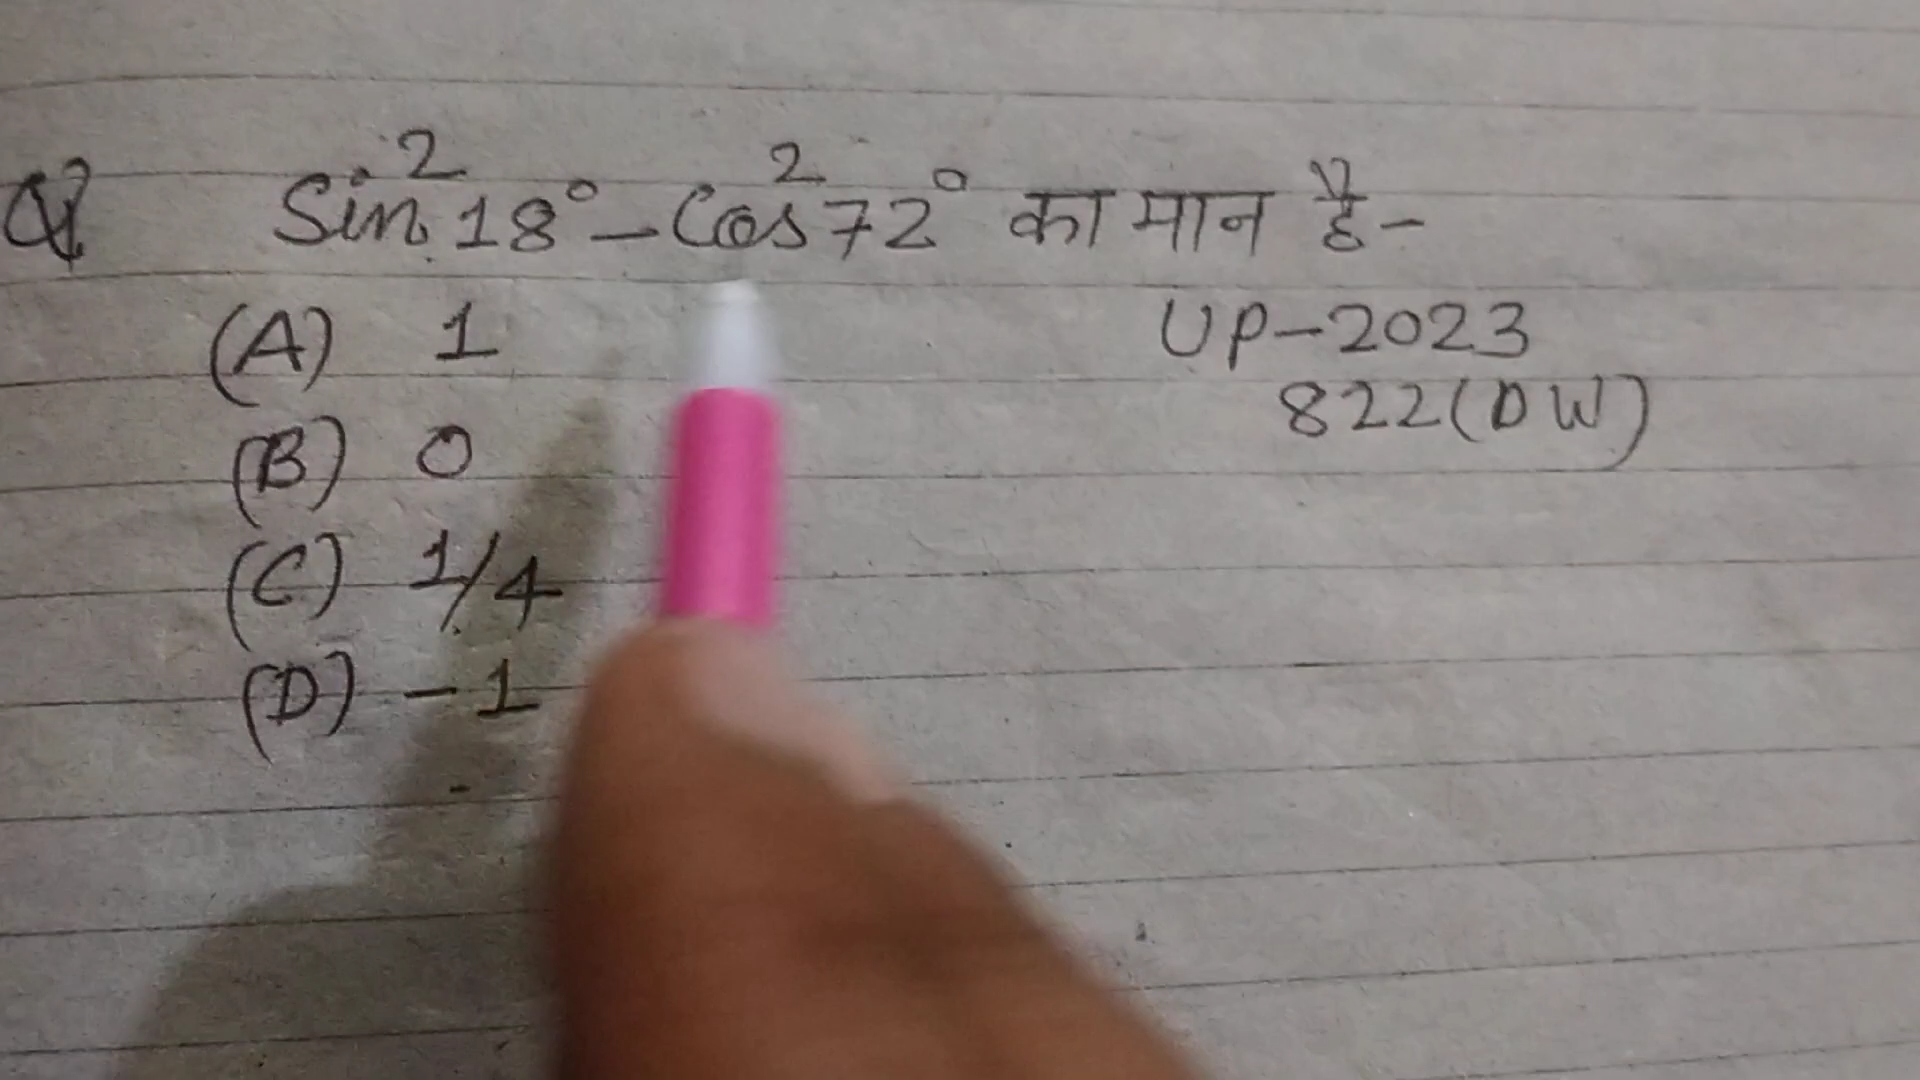 Q. Sin²18° - Cos²72° का मान है-
(A) 1
UP-2023
822(DW)
(B) 0
(C) 1/4
(D) -1